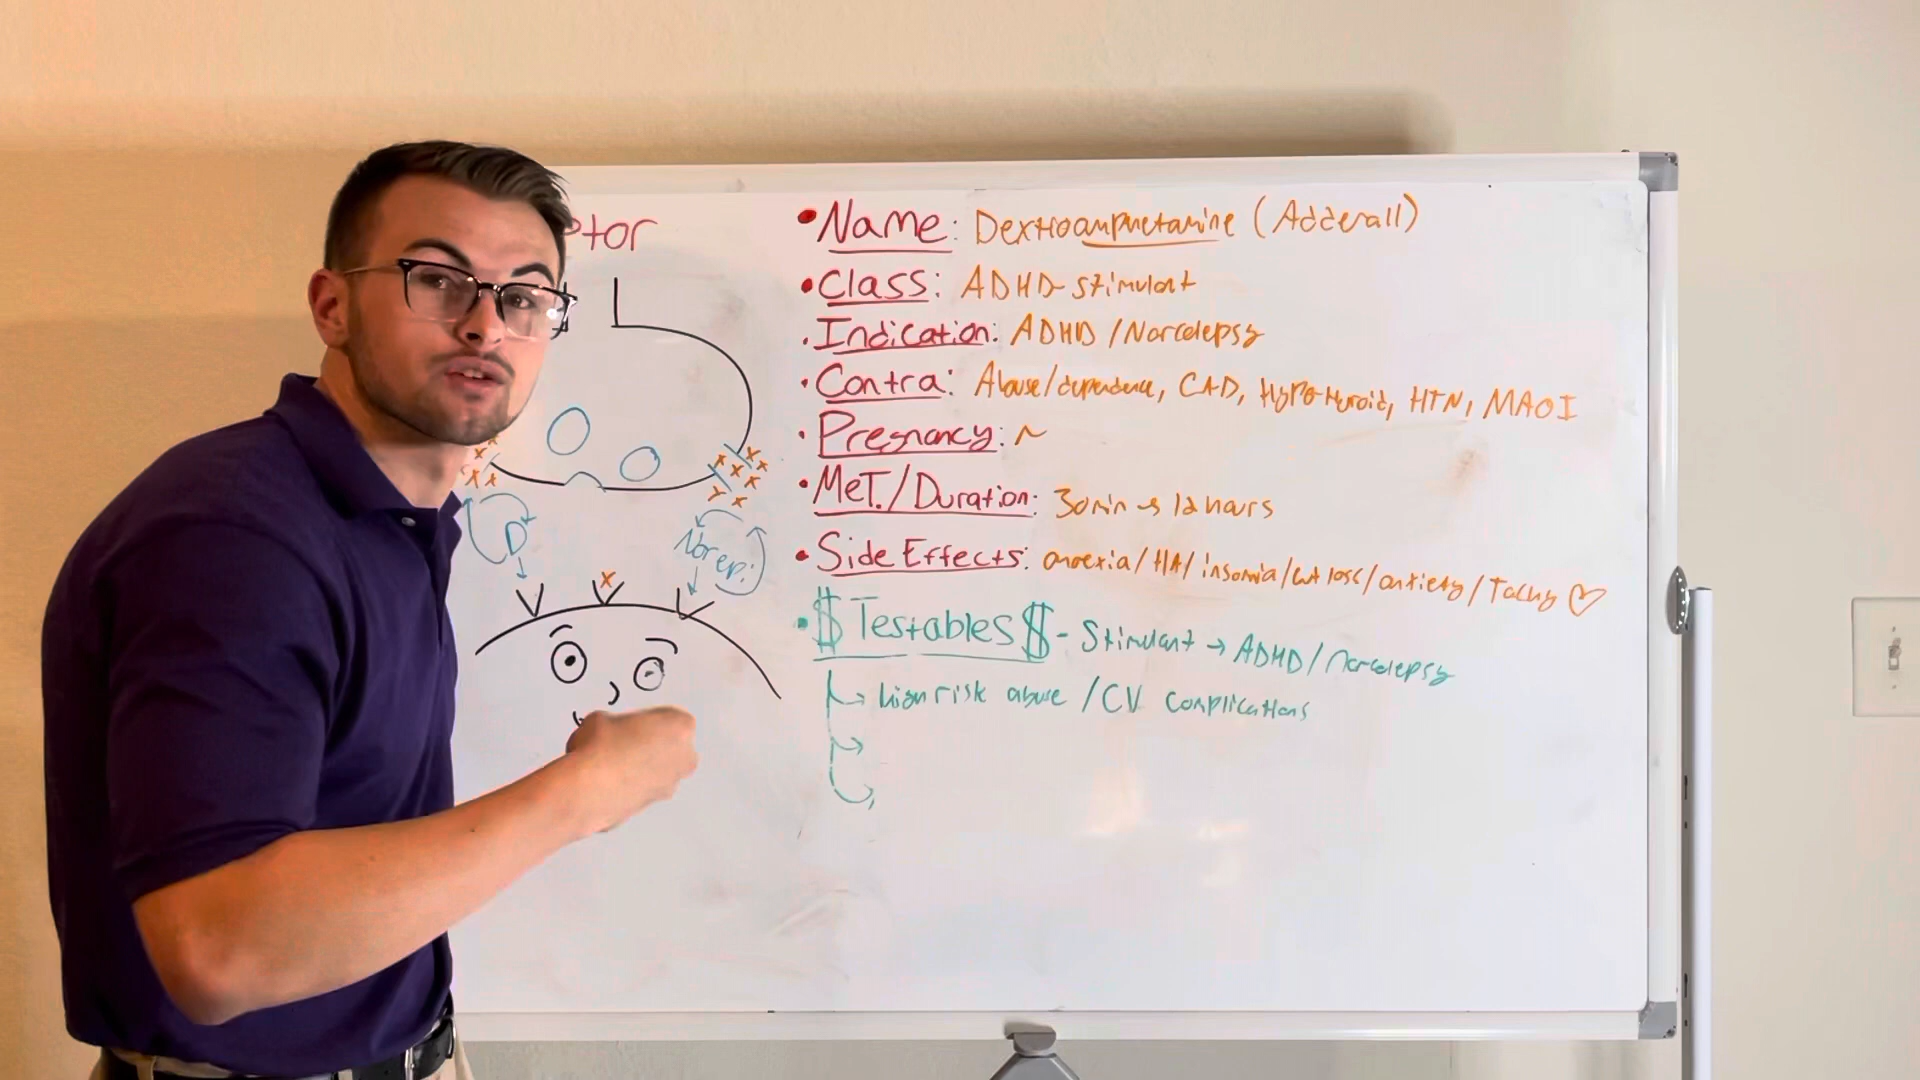 ptor
• Name: Dextroamphetamine (Adderall)
• Class: ADHD-stimulant
• Indication: ADHD / Narcolepsy
• Contra: Abuse/dependence, CAD, Hypothyroid, HTN, MAOI
• Pregnancy: ~
• MeT./Duration: 30min → 12 hours
• Side Effects: anorexia/HA/insomia/wt loss/anxiety/Tachy ♡
• $ Testables $ - Stimulant → ADHD/Narcolepsy
↳ high risk abuse / CV complications
D
Norepi